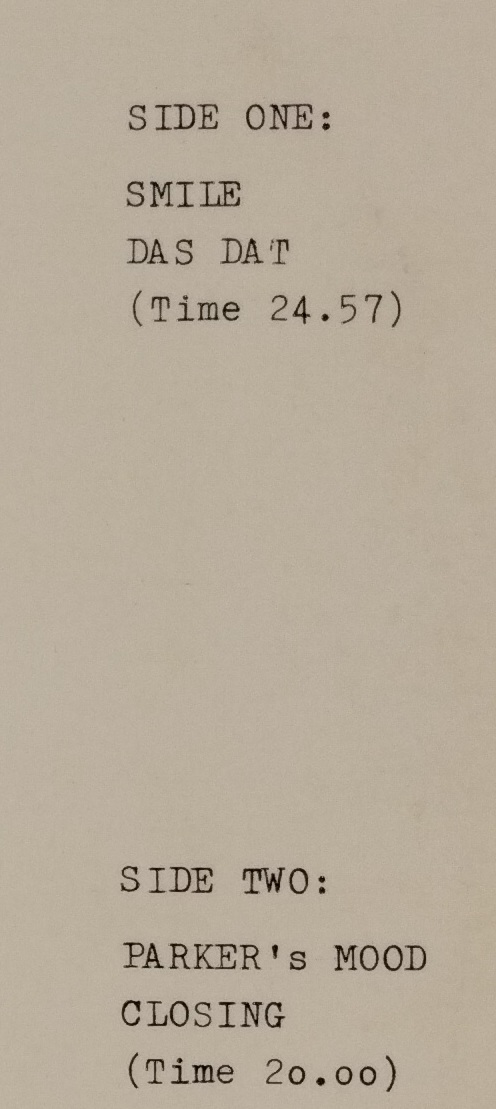 SIDE ONE:
SMILE
DAS DAT
(Time 24.57)
SIDE TWO:
PARKER's MOOD
CLOSING
(Time 2o.oo)